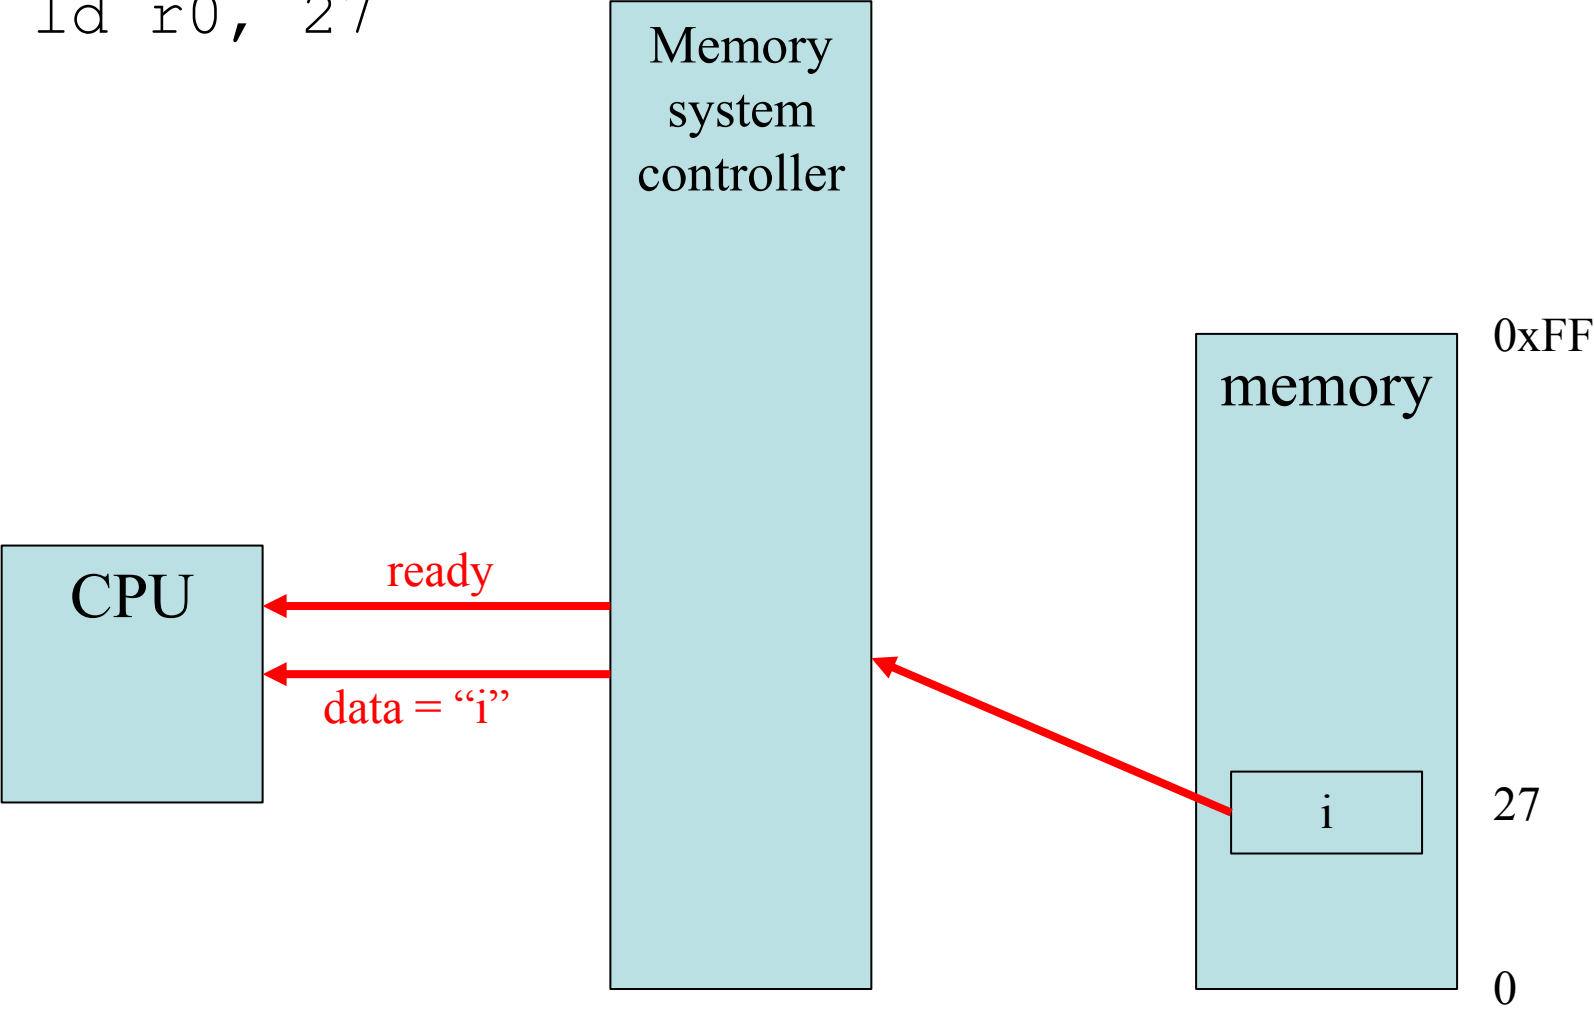 ld r0, 27
Memory
system
controller
0xFF
memory
ready
CPU
data = “i”
27
i
0